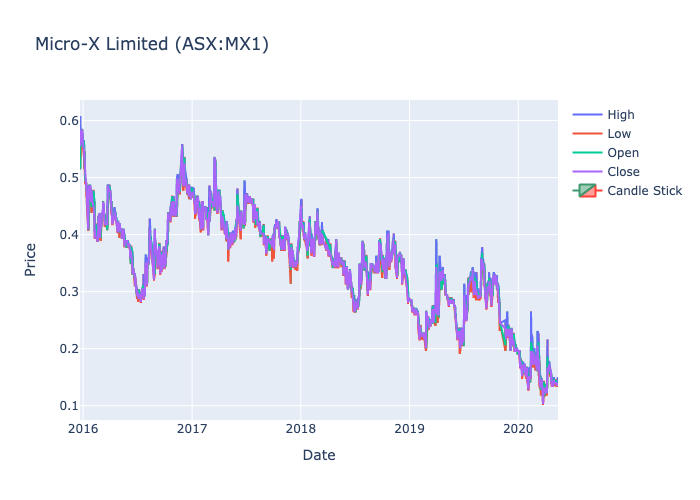 Micro-X Limited (ASX:MX1)
High
Low
Open
Close
Candle Stick
Price
0.6
0.5
0.4
0.3
0.2
0.1
2016 2017 2018 2019 2020
Date